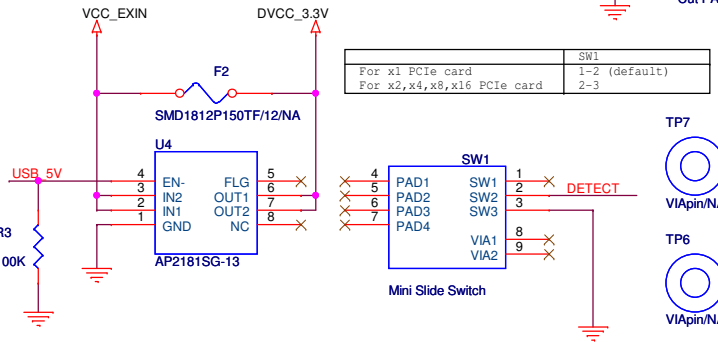 VCC_EXIN
DVCC_3.3V
F2
SMD1812P150TF/12/NA
SW1
For x1 PCIe card 1-2 (default)
For x2,x4,x8,x16 PCIe card 2-3
TP7
VIApin/N
TP6
VIApin/N
USB_5V
R3
00K
U4
4 EN- FLG 5
3 IN2 OUT1 6
2 IN1 OUT2 7
1 GND NC 8
AP2181SG-13
SW1
4 PAD1 SW1 1
5 PAD2 SW2 2 DETECT
6 PAD3 SW3 3
7 PAD4
VIA1 8
VIA2 9
Mini Slide Switch